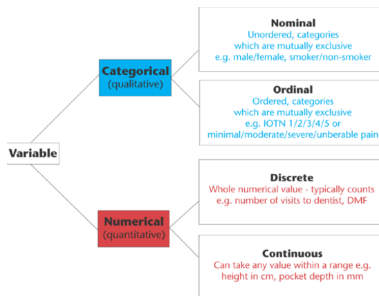 Nominal
Unordered, categories
which are mutually exclusive
e.g. male/female, smoker/non-smoker
Categorical
(qualitative)
Ordinal
Ordered, categories
which are mutually exclusive
e.g. IOTN 1/2/3/4/5 or
minimal/moderate/severe/unberable pain
Variable
Discrete
Whole numerical value - typically counts
e.g. number of visits to dentist, DMF
Numerical
(quantitative)
Continuous
Can take any value within a range e.g.
height in cm, pocket depth in mm